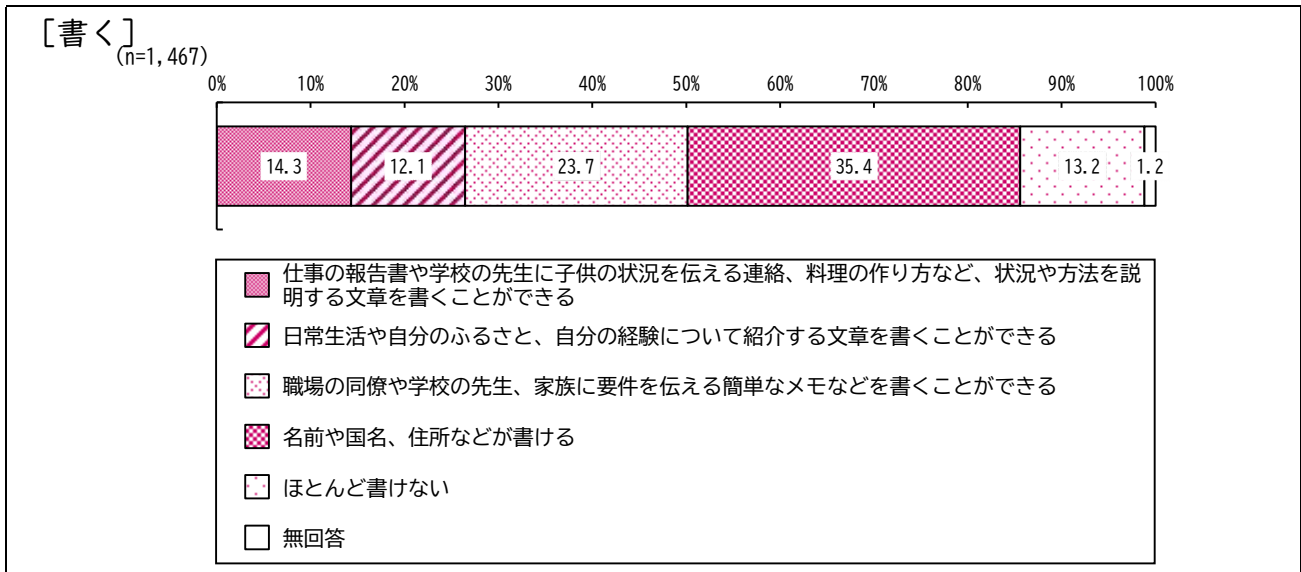 [書く]
(n=1,467)
0% 10% 20% 30% 40% 50% 60% 70% 80% 90% 100%
14.3 12.1 23.7 35.4 13.2 1.2
仕事の報告書や学校の先生に子供の状況を伝える連絡、料理の作り方など、状況や方法を説
明する文章を書くことができる
日常生活や自分のふるさと、自分の経験について紹介する文章を書くことができる
職場の同僚や学校の先生、家族に要件を伝える簡単なメモなどを書くことができる
名前や国名、住所などが書ける
ほとんど書けない
無回答